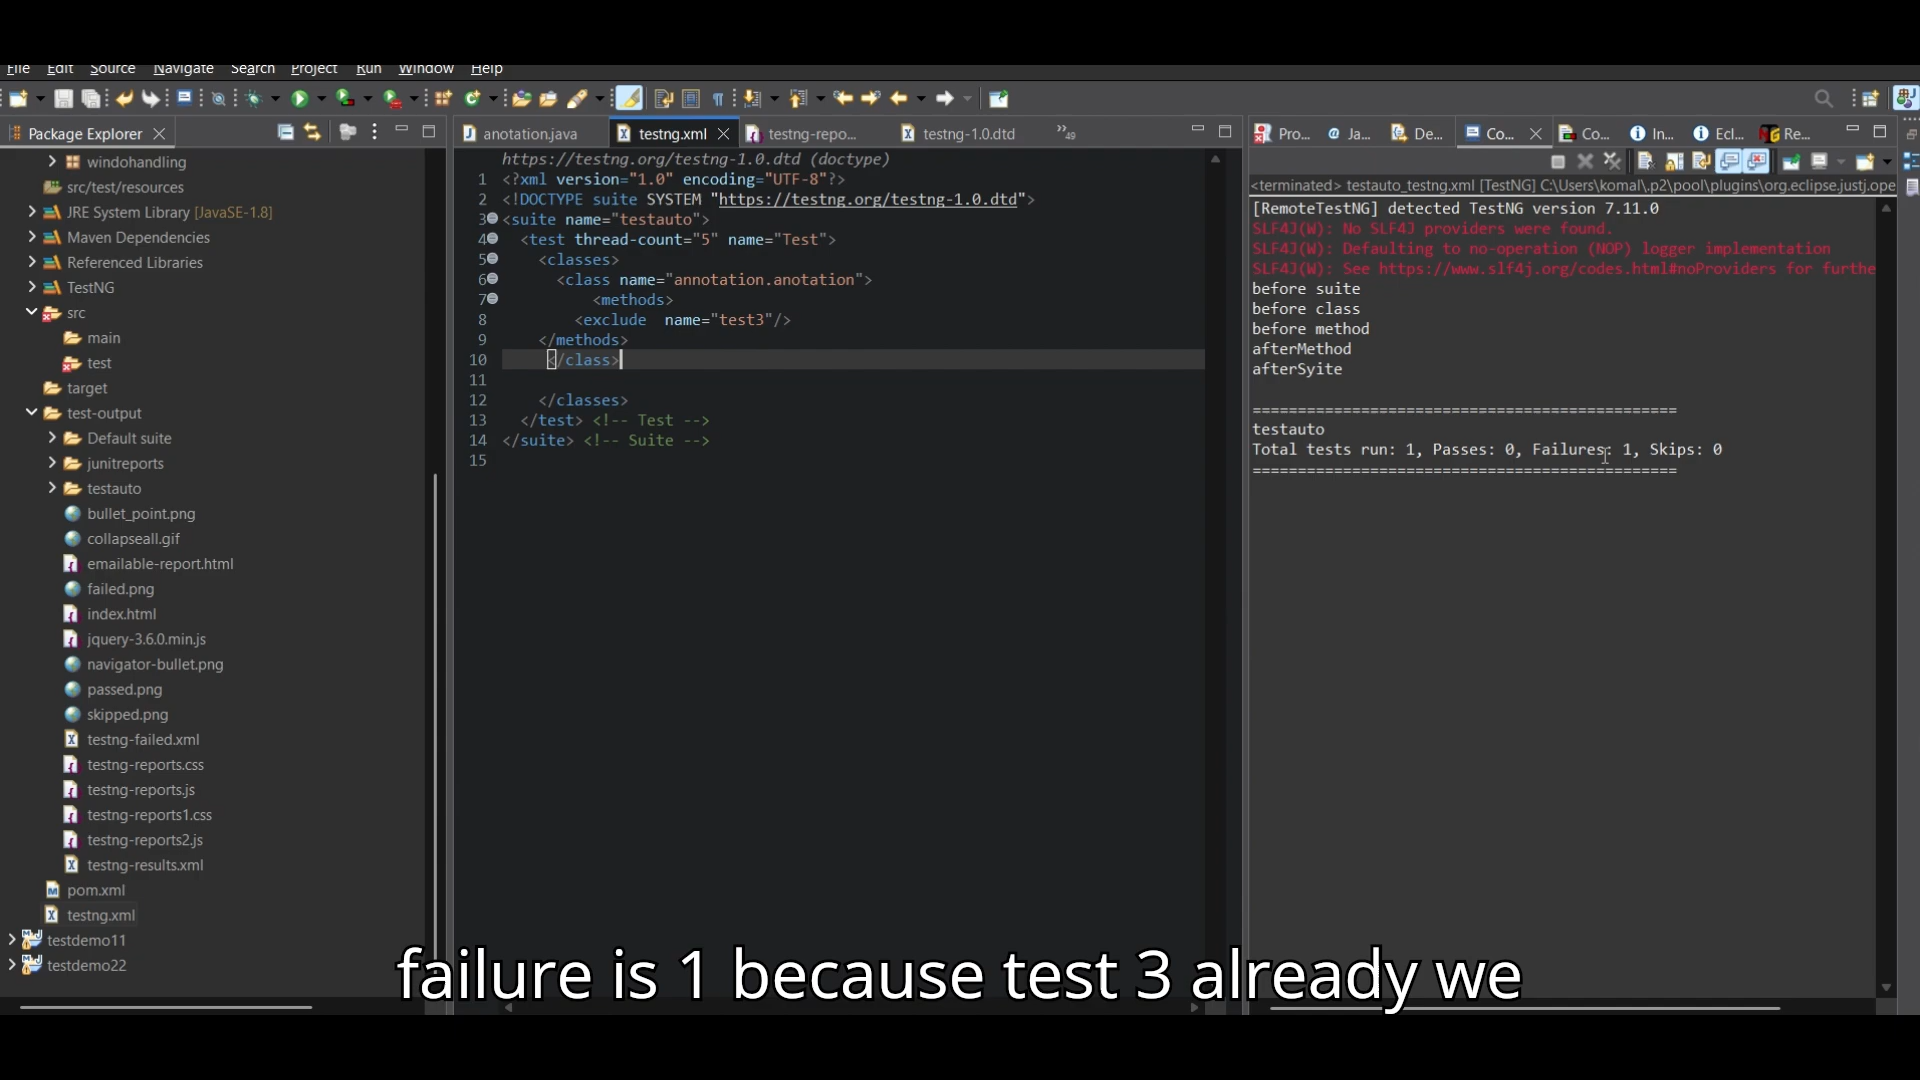 File Edit Source Navigate Search Project Run Window Help
Package Explorer
windohandling
src/test/resources
JRE System Library [JavaSE-1.8]
Maven Dependencies
Referenced Libraries
TestNG
src
main
test
target
test-output
Default suite
junitreports
testauto
bullet_point.png
collapseall.gif
emailable-report.html
failed.png
index.html
jquery-3.6.0.min.js
navigator-bullet.png
passed.png
skipped.png
testng-failed.xml
testng-reports.css
testng-reports.js
testng-reports1.css
testng-reports2.js
testng-results.xml
pom.xml
testng.xml
testdemo11
testdemo22
anotation.java testng.xml testng-repo... testng-1.0.dtd »49
https://testng.org/testng-1.0.dtd (doctype)
1 <?xml version="1.0" encoding="UTF-8"?>
2 <!DOCTYPE suite SYSTEM "https://testng.org/testng-1.0.dtd">
3 <suite name="testauto">
4 <test thread-count="5" name="Test">
5 <classes>
6 <class name="annotation.anotation">
7 <methods>
8 <exclude name="test3"/>
9 </methods>
10 </class>
11
12 </classes>
13 </test> <!-- Test -->
14 </suite> <!-- Suite -->
15
Pro... Ja... De... Co... Co... In... Ecl... Re...
<terminated> testauto_testng.xml [TestNG] C:\Users\komal\.p2\pool\plugins\org.eclipse.justj.ope
[RemoteTestNG] detected TestNG version 7.11.0
SLF4J(W): No SLF4J providers were found.
SLF4J(W): Defaulting to no-operation (NOP) logger implementation
SLF4J(W): See https://www.slf4j.org/codes.html#noProviders for furthe
before suite
before class
before method
afterMethod
afterSyite
===============================================
testauto
Total tests run: 1, Passes: 0, Failures: 1, Skips: 0
===============================================
failure is 1 because test 3 already we